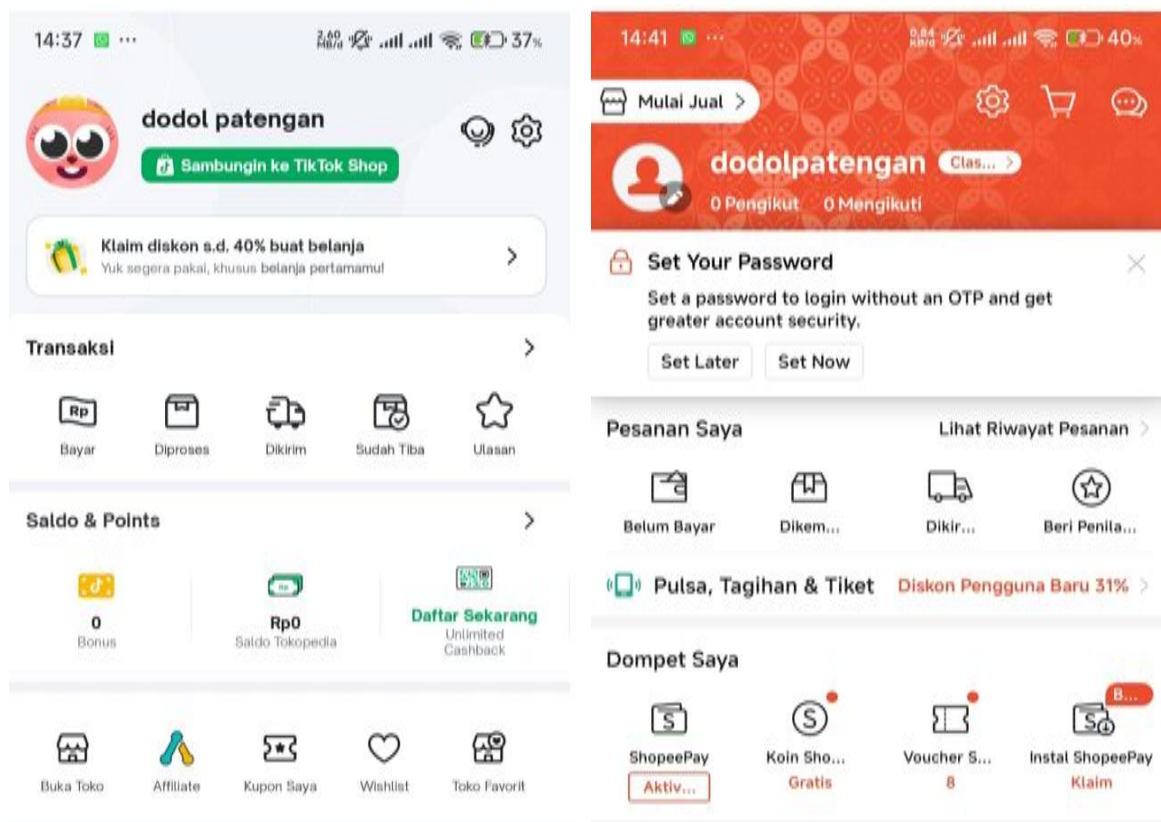 14:37
37%
dodol patengan
Sambungin ke TikTok Shop
Klaim diskon s.d. 40% buat belanja
Yuk segera pakai, khusus belanja pertamamu!
Transaksi
Rp
Bayar
Diproses
Dikirim
Sudah Tiba
Ulasan
Saldo & Points
0
Bonus
Rp0
Saldo Tokopedia
Daftar Sekarang
Unlimited
Cashback
Buka Toko
Affiliate
Kupon Saya
Wishlist
Toko Favorit
14:41
40%
Mulai Jual
dodolpatengan
Clas...
0 Pengikut
0 Mengikuti
Set Your Password
Set a password to login without an OTP and get
greater account security.
Set Later
Set Now
Pesanan Saya
Lihat Riwayat Pesanan
Belum Bayar
Dikem...
Dikir...
Beri Penila...
Pulsa, Tagihan & Tiket
Diskon Pengguna Baru 31%
Dompet Saya
B...
S
S
S
ShopeePay
Koin Sho...
Voucher S...
Instal ShopeePay
Aktiv...
Gratis
8
Klaim